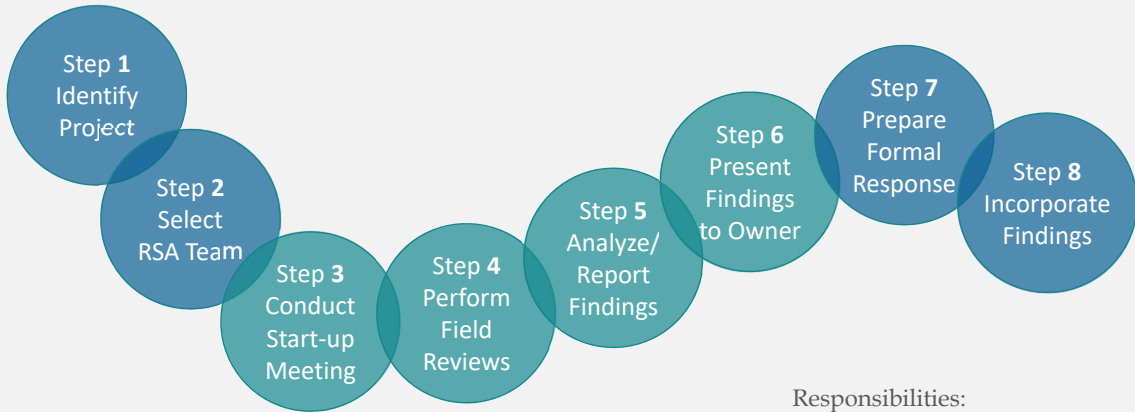 Step 1
Identify
Project
Step 2
Select
RSA Team
Step 3
Conduct
Start-up
Meeting
Step 4
Perform
Field
Reviews
Step 5
Analyze/
Report
Findings
Step 6
Present
Findings
to Owner
Step 7
Prepare
Formal
Response
Step 8
Incorporate
Findings
Responsibilities: